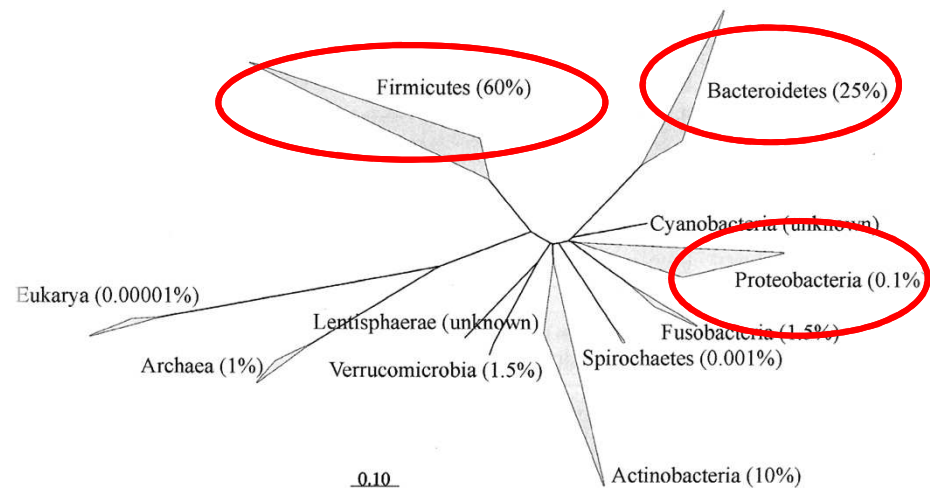 Firmicutes (60%)
Bacteroidetes (25%)
Cyanobacteria (unknown)
Proteobacteria (0.1%)
Eukarya (0.00001%)
Lentisphaerae (unknown)
Fusobacteria (1.5%)
Archaea (1%)
Verrucomicrobia (1.5%)
Spirochaetes (0.001%)
Actinobacteria (10%)
0.10